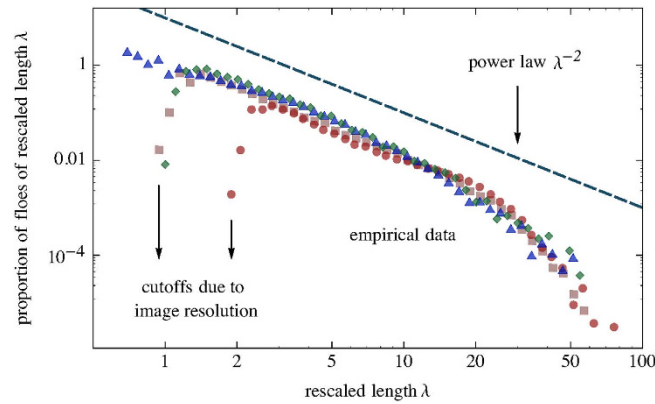 proportion of floes of rescaled length λ
1
0.01
10⁻⁴
power law λ⁻²
empirical data
cutoffs due to
image resolution
1 2 5 10 20 50 100
rescaled length λ